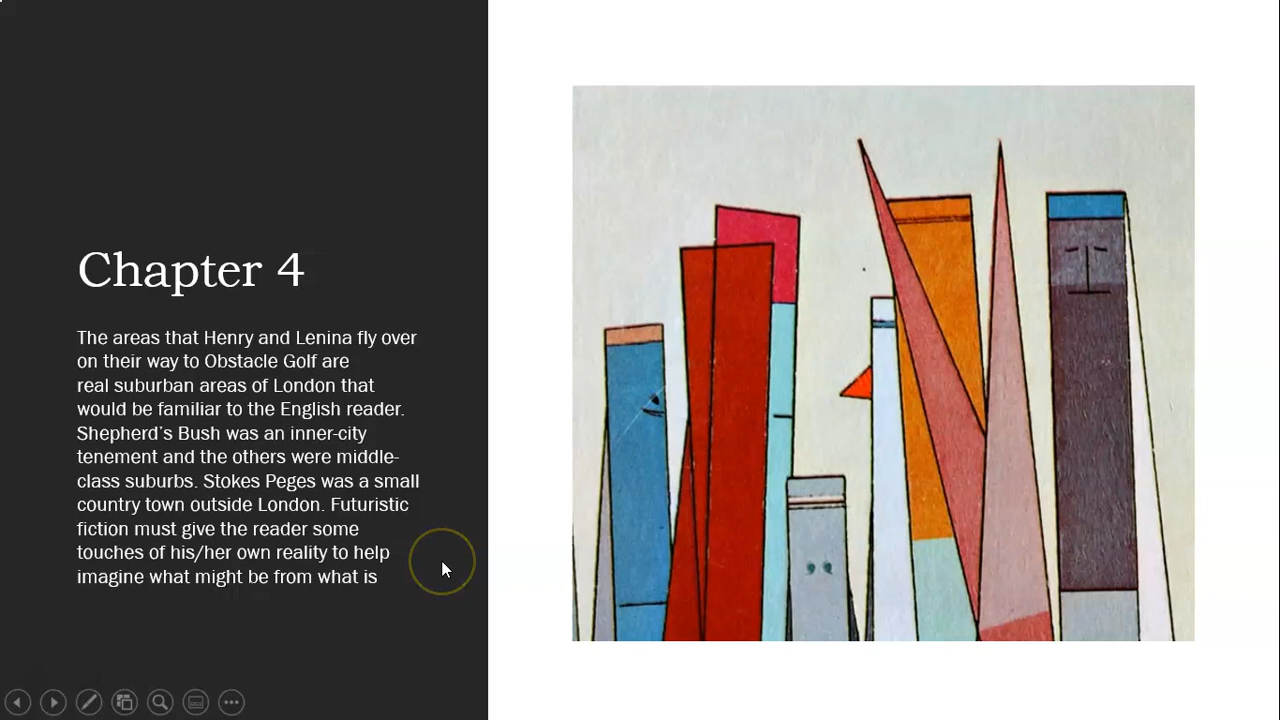 Chapter 4
The areas that Henry and Lenina fly over
on their way to Obstacle Golf are
real suburban areas of London that
would be familiar to the English reader.
Shepherd's Bush was an inner-city
tenement and the others were middle-
class suburbs. Stokes Peges was a small
country town outside London. Futuristic
fiction must give the reader some
touches of his/her own reality to help
imagine what might be from what is